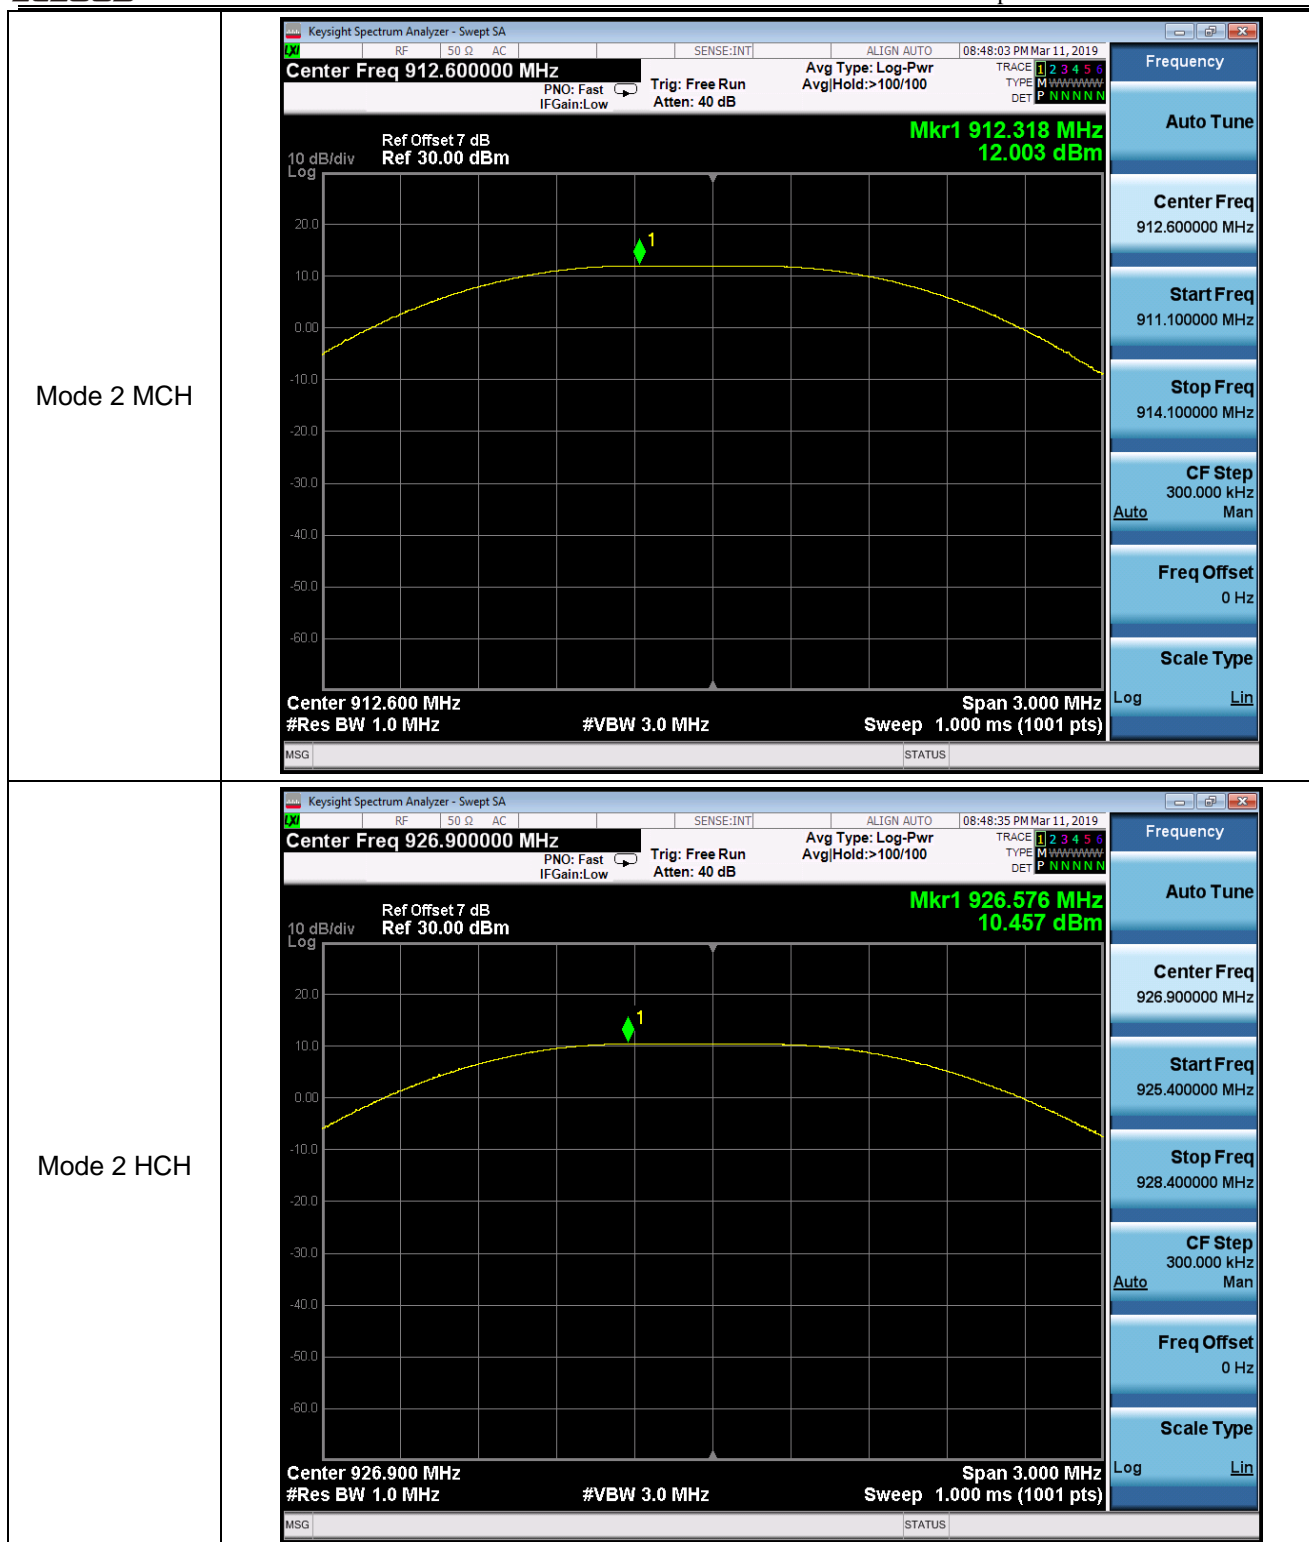 Mode 2 MCH
Keysight Spectrum Analyzer - Swept SA
LXI RF 50 Ω AC SENSE:INT ALIGN AUTO 08:48:03 PM Mar 11, 2019
Center Freq 912.600000 MHz
PNO: Fast
IFGain:Low
Trig: Free Run
Atten: 40 dB
Avg Type: Log-Pwr
Avg|Hold:>100/100
TRACE 1 2 3 4 5 6
TYPE M WWWWW
DET P N N N N N
Mkr1 912.318 MHz
12.003 dBm
Ref Offset 7 dB
10 dB/div Ref 30.00 dBm
Log
20.0
1
10.0
0.00
-10.0
-20.0
-30.0
-40.0
-50.0
-60.0
Center 912.600 MHz Span 3.000 MHz
#Res BW 1.0 MHz #VBW 3.0 MHz Sweep 1.000 ms (1001 pts)
MSG STATUS
Frequency
Auto Tune
Center Freq
912.600000 MHz
Start Freq
911.100000 MHz
Stop Freq
914.100000 MHz
CF Step
300.000 kHz
Auto Man
Freq Offset
0 Hz
Scale Type
Log Lin
Mode 2 HCH
Keysight Spectrum Analyzer - Swept SA
LXI RF 50 Ω AC SENSE:INT ALIGN AUTO 08:48:35 PM Mar 11, 2019
Center Freq 926.900000 MHz
PNO: Fast
IFGain:Low
Trig: Free Run
Atten: 40 dB
Avg Type: Log-Pwr
Avg|Hold:>100/100
TRACE 1 2 3 4 5 6
TYPE M WWWWW
DET P N N N N N
Mkr1 926.576 MHz
10.457 dBm
Ref Offset 7 dB
10 dB/div Ref 30.00 dBm
Log
20.0
1
10.0
0.00
-10.0
-20.0
-30.0
-40.0
-50.0
-60.0
Center 926.900 MHz Span 3.000 MHz
#Res BW 1.0 MHz #VBW 3.0 MHz Sweep 1.000 ms (1001 pts)
MSG STATUS
Frequency
Auto Tune
Center Freq
926.900000 MHz
Start Freq
925.400000 MHz
Stop Freq
928.400000 MHz
CF Step
300.000 kHz
Auto Man
Freq Offset
0 Hz
Scale Type
Log Lin